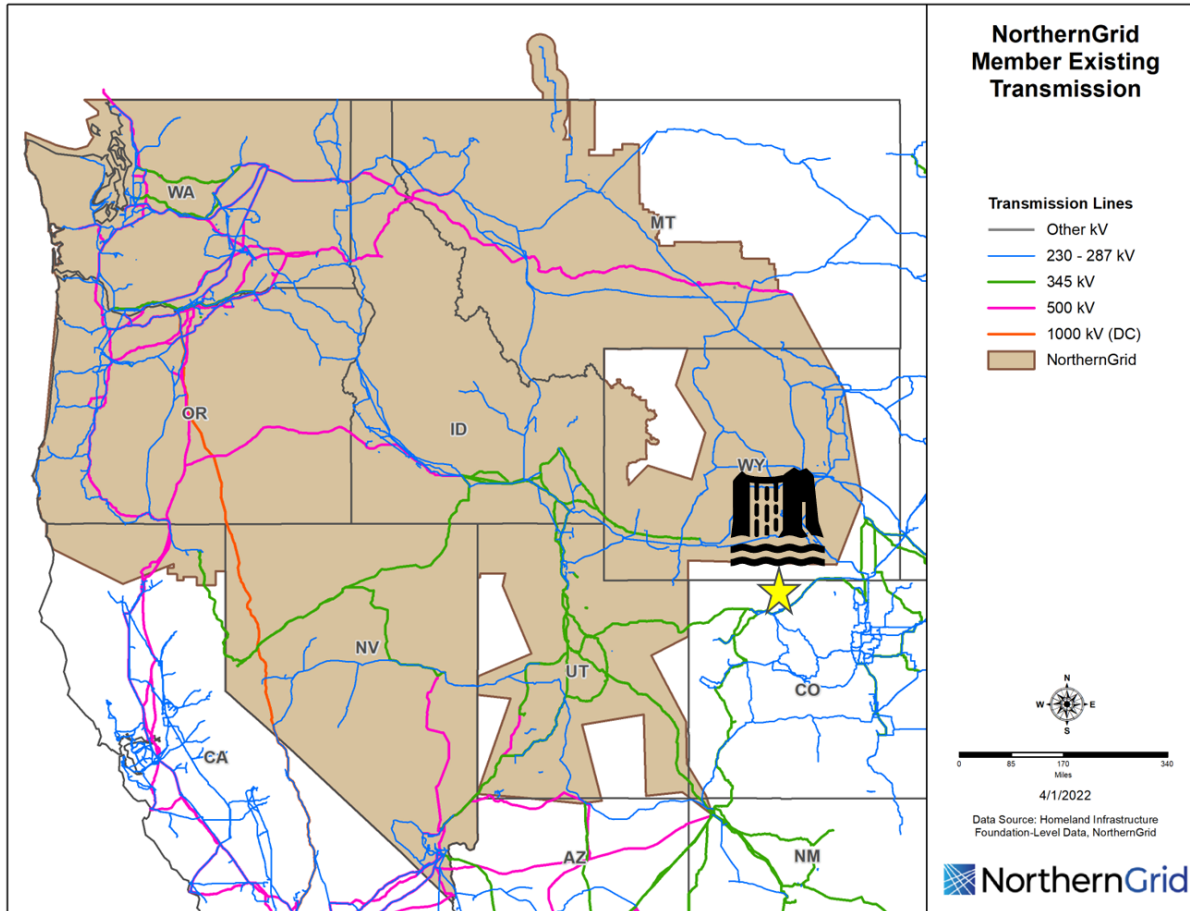 NorthernGrid
Member Existing
Transmission
Transmission Lines
Other kV
230 - 287 kV
345 kV
500 kV
1000 kV (DC)
NorthernGrid
WA
MT
OR
ID
WY
NV
UT
CO
CA
AZ
NM
N
W
E
S
0 85 170 340
Miles
4/1/2022
Data Source: Homeland Infrastructure
Foundation-Level Data, NorthernGrid
NorthernGrid